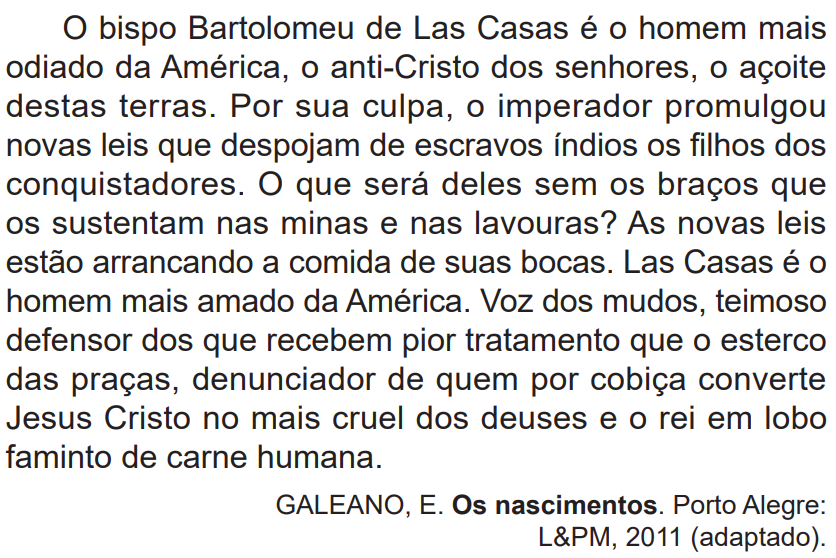 O bispo Bartolomeu de Las Casas é o homem mais
odiado da América, o anti-Cristo dos senhores, o açoite
destas terras. Por sua culpa, o imperador promulgou
novas leis que despojam de escravos índios os filhos dos
conquistadores. O que será deles sem os braços que
os sustentam nas minas e nas lavouras? As novas leis
estão arrancando a comida de suas bocas. Las Casas é o
homem mais amado da América. Voz dos mudos, teimoso
defensor dos que recebem pior tratamento que o esterco
das praças, denunciador de quem por cobiça converte
Jesus Cristo no mais cruel dos deuses e o rei em lobo
faminto de carne humana.
GALEANO, E. Os nascimentos. Porto Alegre:
L&PM, 2011 (adaptado).